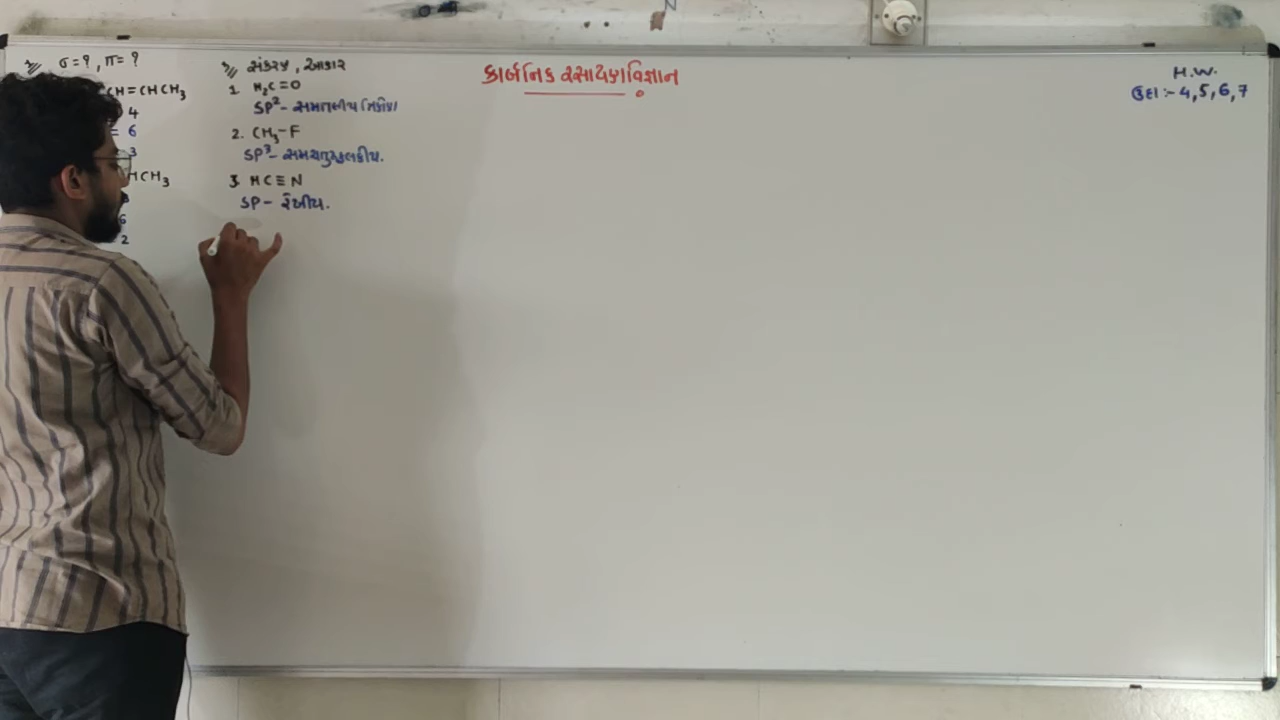 કાર્બનિક રસાયણવિજ્ઞાન
σ=?, π=?
CH=CHCH₃
4
= 6
3
HCH₃
6
2
સંકરણ, આકાર
1. H₂C=O
SP²- સમતલીય ત્રિકોણ
2. CH₃-F
SP³- સમચતુષ્ફલકીય.
3. HC≡N
SP- રેખીય.
H.W.
ઉદા:- 4,5,6,7